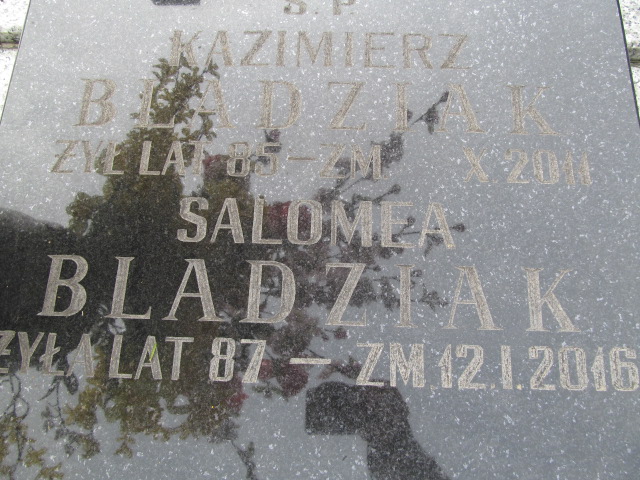 Ś. P
KAZIMIERZ
BLADZIAK
ŻYŁ LAT 85 – ZM X 2011
SALOMEA
BLADZIAK
ŻYŁA LAT 87 – ZM. 12.I.2016